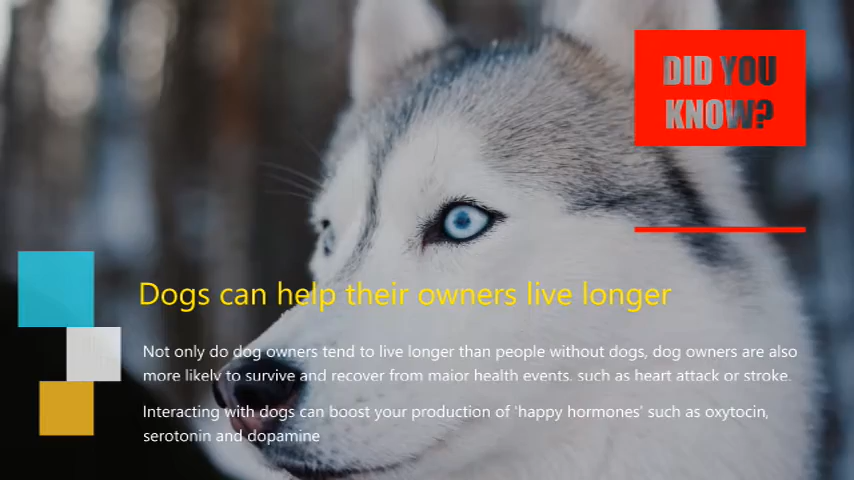 DID YOU
KNOW?
Dogs can help their owners live longer
Not only do dog owners tend to live longer than people without dogs, dog owners are also
more likely to survive and recover from major health events, such as heart attack or stroke.
Interacting with dogs can boost your production of 'happy hormones' such as oxytocin,
serotonin and dopamine